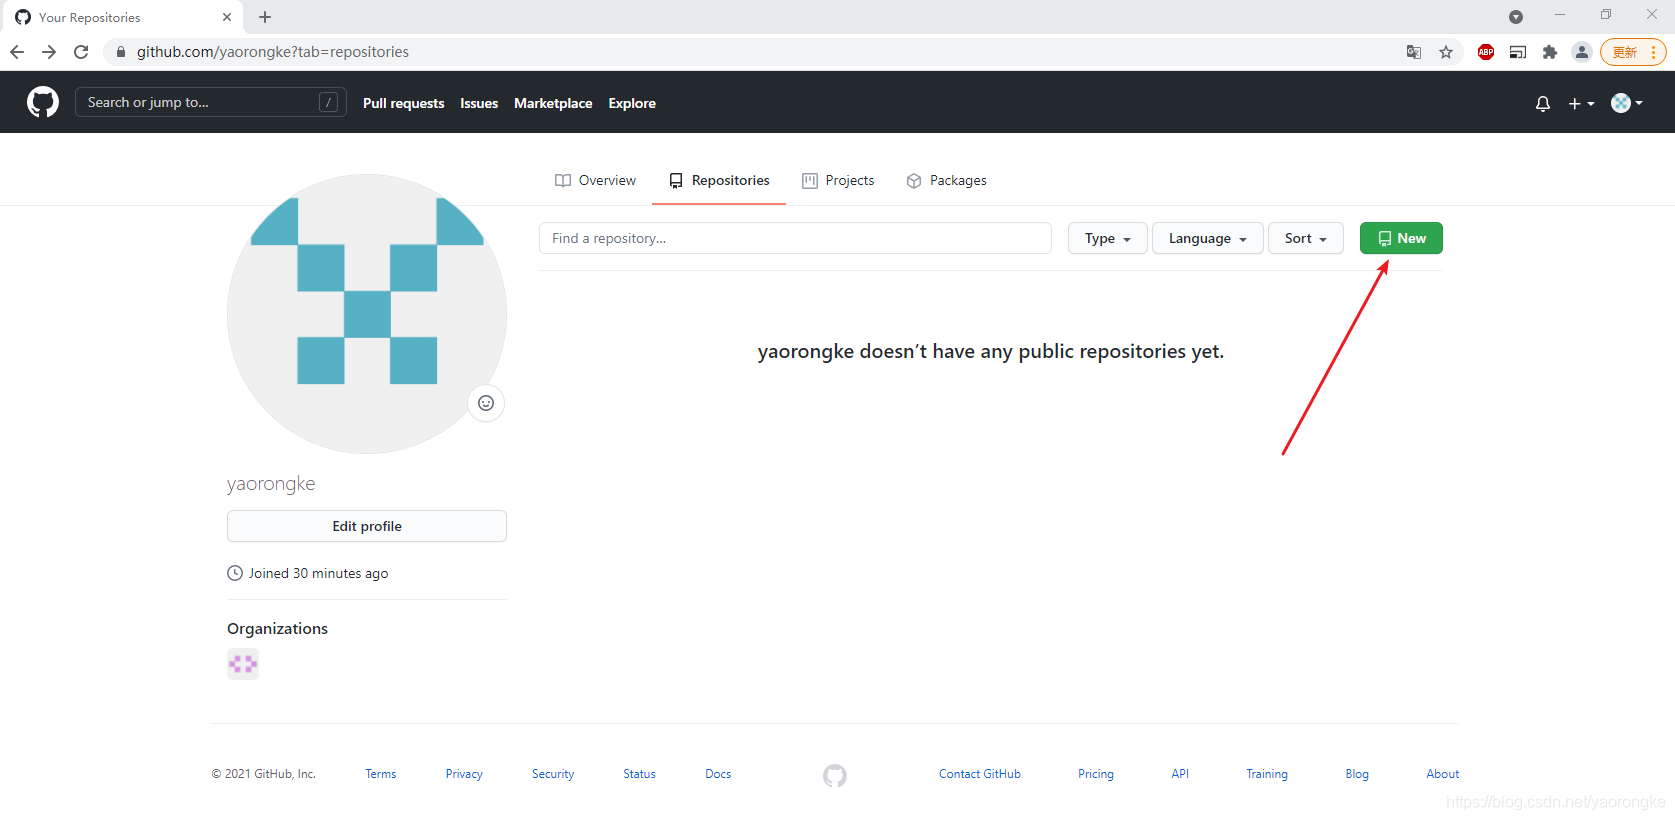 Your Repositories
github.com/yaorongke?tab=repositories
ABP
更新
Search or jump to... /
Pull requests Issues Marketplace Explore
Overview Repositories Projects Packages
Find a repository... Type Language Sort New
yaorongke doesn't have any public repositories yet.
yaorongke
Edit profile
Joined 30 minutes ago
Organizations
© 2021 GitHub, Inc. Terms Privacy Security Status Docs Contact GitHub Pricing API Training Blog About
https://blog.csdn.net/yaorongke